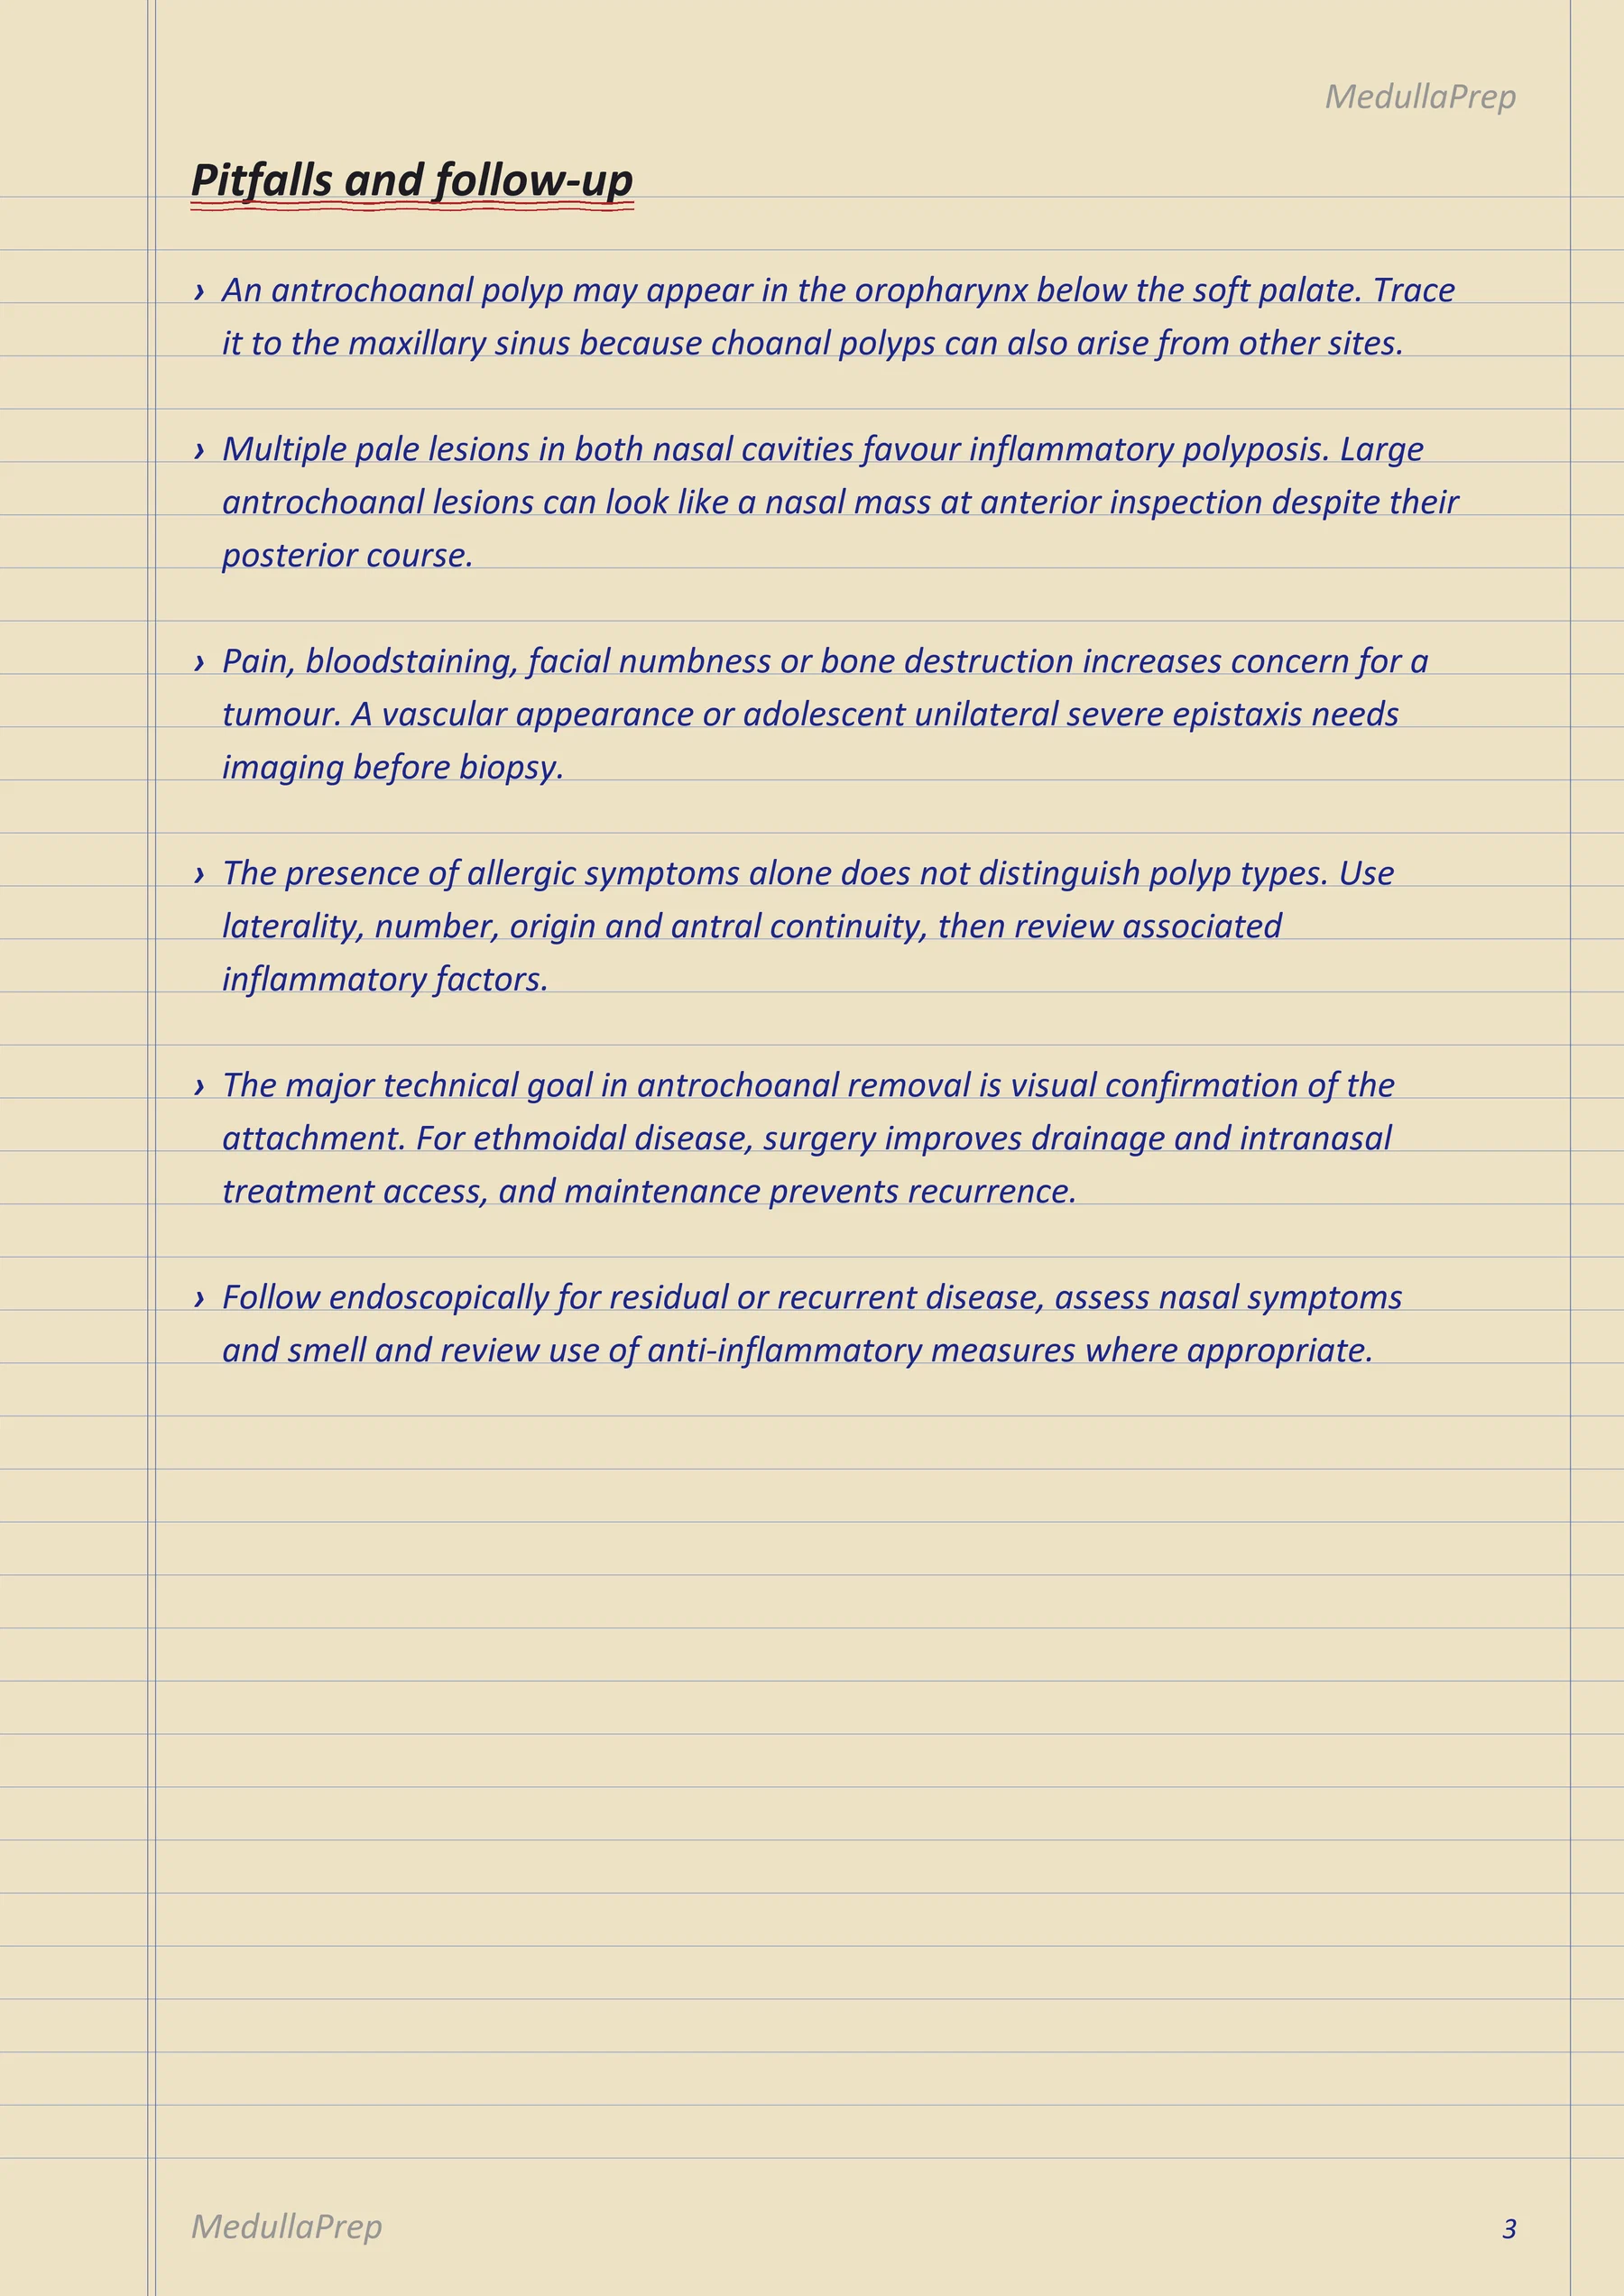 MedullaPrep
Pitfalls and follow-up
› An antrochoanal polyp may appear in the oropharynx below the soft palate. Trace
it to the maxillary sinus because choanal polyps can also arise from other sites.
› Multiple pale lesions in both nasal cavities favour inflammatory polyposis. Large
antrochoanal lesions can look like a nasal mass at anterior inspection despite their
posterior course.
› Pain, bloodstaining, facial numbness or bone destruction increases concern for a
tumour. A vascular appearance or adolescent unilateral severe epistaxis needs
imaging before biopsy.
› The presence of allergic symptoms alone does not distinguish polyp types. Use
laterality, number, origin and antral continuity, then review associated
inflammatory factors.
› The major technical goal in antrochoanal removal is visual confirmation of the
attachment. For ethmoidal disease, surgery improves drainage and intranasal
treatment access, and maintenance prevents recurrence.
› Follow endoscopically for residual or recurrent disease, assess nasal symptoms
and smell and review use of anti-inflammatory measures where appropriate.
MedullaPrep
3